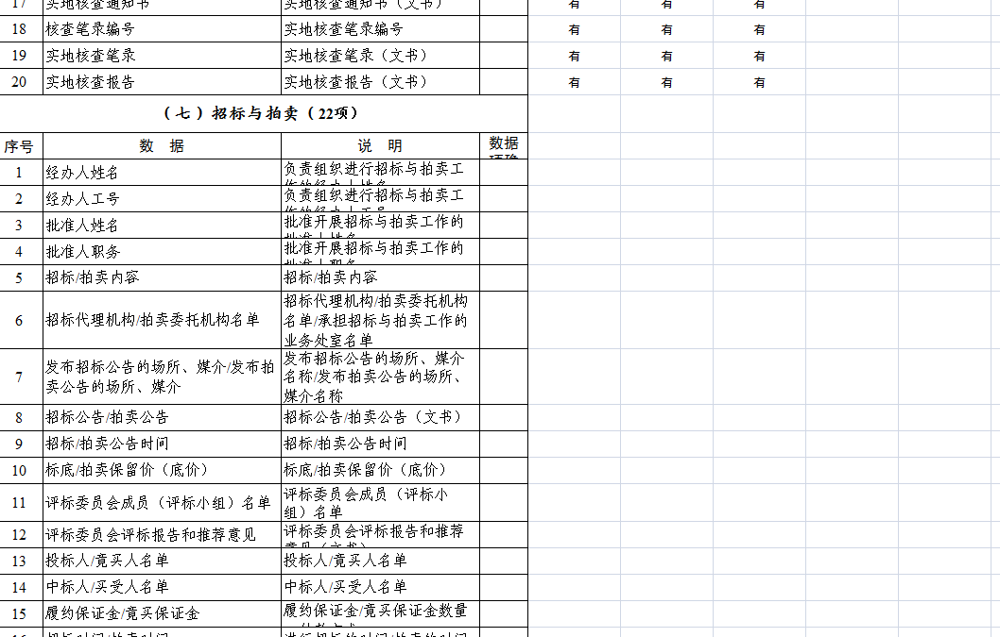 17 实地核查通知书 实地核查通知书（文书） 有 有 有
18 核查笔录编号 实地核查笔录编号 有 有 有
19 实地核查笔录 实地核查笔录（文书） 有 有 有
20 实地核查报告 实地核查报告（文书） 有 有 有
（七）招标与拍卖（22项）
序号 数 据 说 明 数据
1 经办人姓名 负责组织进行招标与拍卖工
作的经办人姓名
2 经办人工号 负责组织进行招标与拍卖工
作的经办人工号
3 批准人姓名 批准开展招标与拍卖工作的
批准人姓名
4 批准人职务 批准开展招标与拍卖工作的
批准人职务
5 招标/拍卖内容 招标/拍卖内容
6 招标代理机构/拍卖委托机构名单 招标代理机构/拍卖委托机构
名单/承担招标与拍卖工作的
业务处室名单
7 发布招标公告的场所、媒介/发布拍
卖公告的场所、媒介 发布招标公告的场所、媒介
名称/发布拍卖公告的场所、
媒介名称
8 招标公告/拍卖公告 招标公告/拍卖公告（文书）
9 招标/拍卖公告时间 招标/拍卖公告时间
10 标底/拍卖保留价（底价） 标底/拍卖保留价（底价）
11 评标委员会成员（评标小组）名单 评标委员会成员（评标小
组）名单
12 评标委员会评标报告和推荐意见 评标委员会评标报告和推荐
意见（文书）
13 投标人/竟买人名单 投标人/竟买人名单
14 中标人/买受人名单 中标人/买受人名单
15 履约保证金/竟买保证金 履约保证金/竟买保证金数量
16 招标时间/拍卖时间 进行招标的时间/拍卖的时间